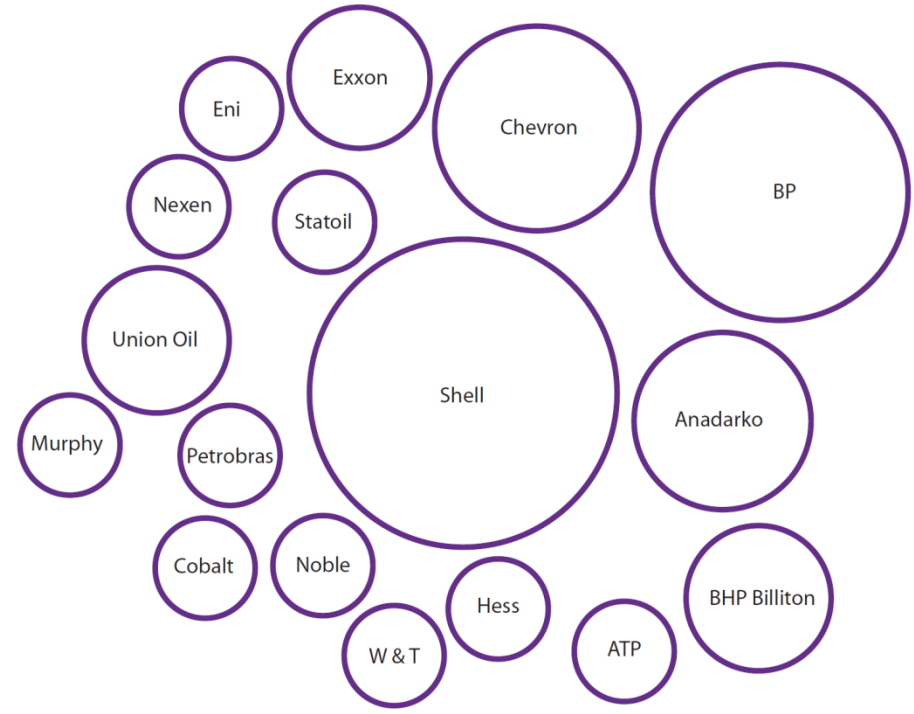 Exxon
Eni
Chevron
BP
Nexen
Statoil
Union Oil
Shell
Anadarko
Murphy
Petrobras
Cobalt
Noble
Hess
BHP Billiton
W & T
ATP